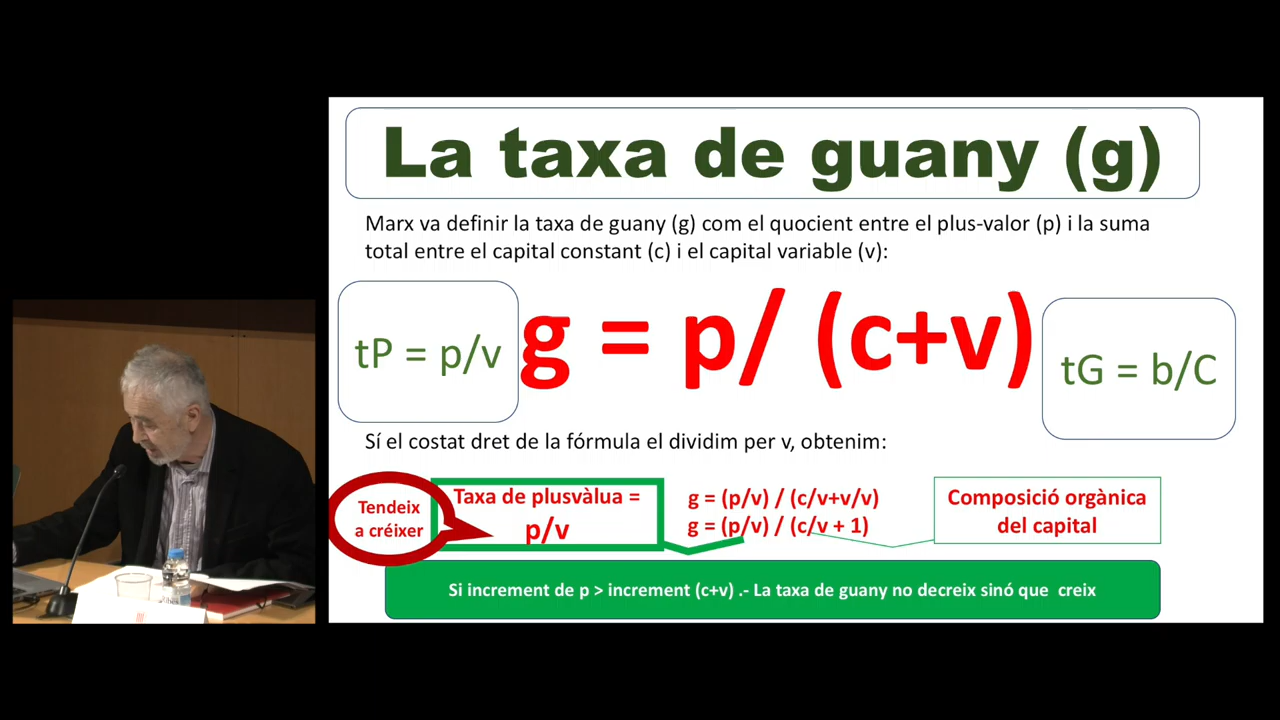 La taxa de guany (g)
Marx va definir la taxa de guany (g) com el quocient entre el plus-valor (p) i la suma
total entre el capital constant (c) i el capital variable (v):
tP = p/v
g = p/ (c+v)
tG = b/C
Sí el costat dret de la fórmula el dividim per v, obtenim:
Tendeix
a créixer
Taxa de plusvàlua =
p/v
g = (p/v) / (c/v+v/v)
g = (p/v) / (c/v + 1)
Composició orgànica
del capital
Si increment de p > increment (c+v) .- La taxa de guany no decreix sinó que creix